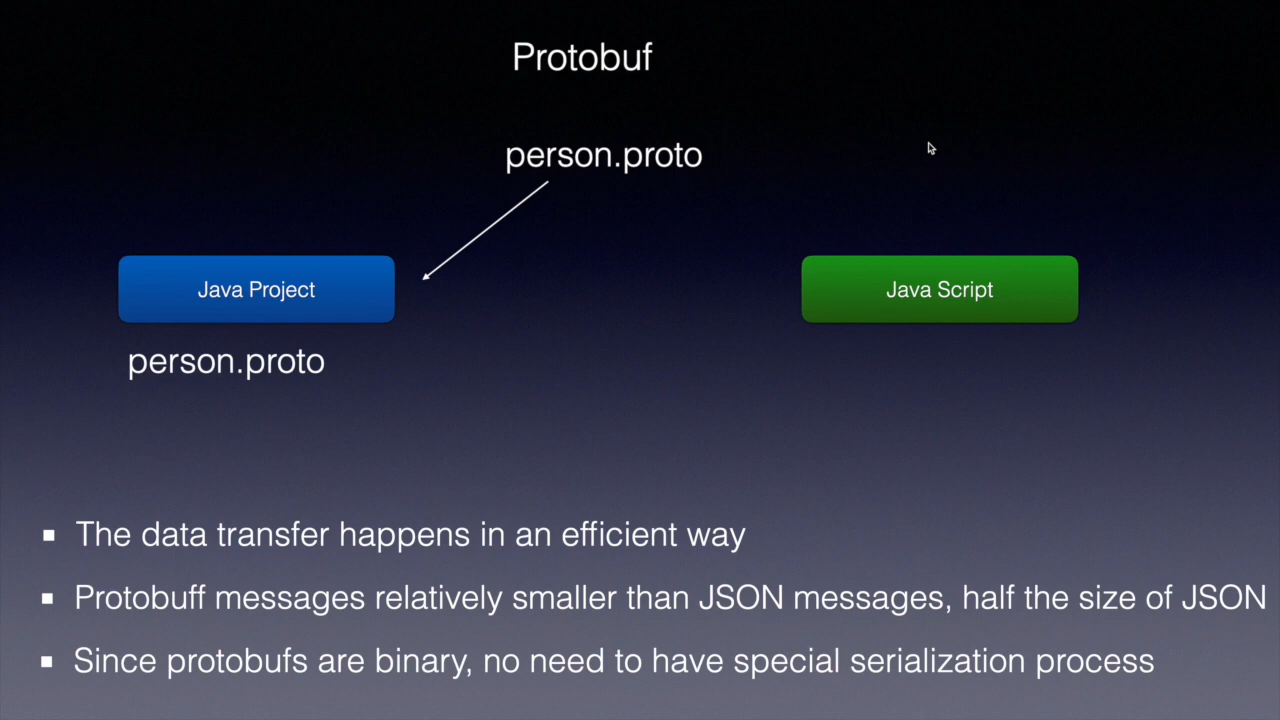 Protobuf
person.proto
Java Project
Java Script
person.proto
The data transfer happens in an efficient way
Protobuff messages relatively smaller than JSON messages, half the size of JSON
Since protobufs are binary, no need to have special serialization process